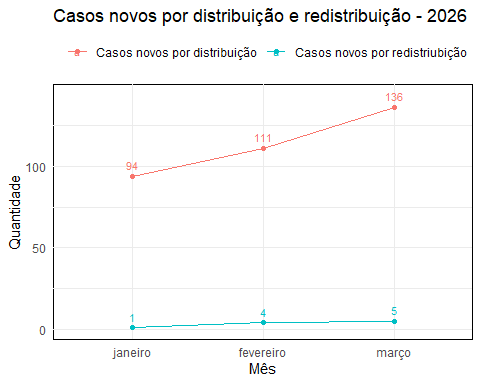 Casos novos por distribuição e redistribuição - 2026
Casos novos por distribuição Casos novos por redistriubição
136
111
94
100
Quantidade
50
5
4
1
0
janeiro fevereiro março
Mês